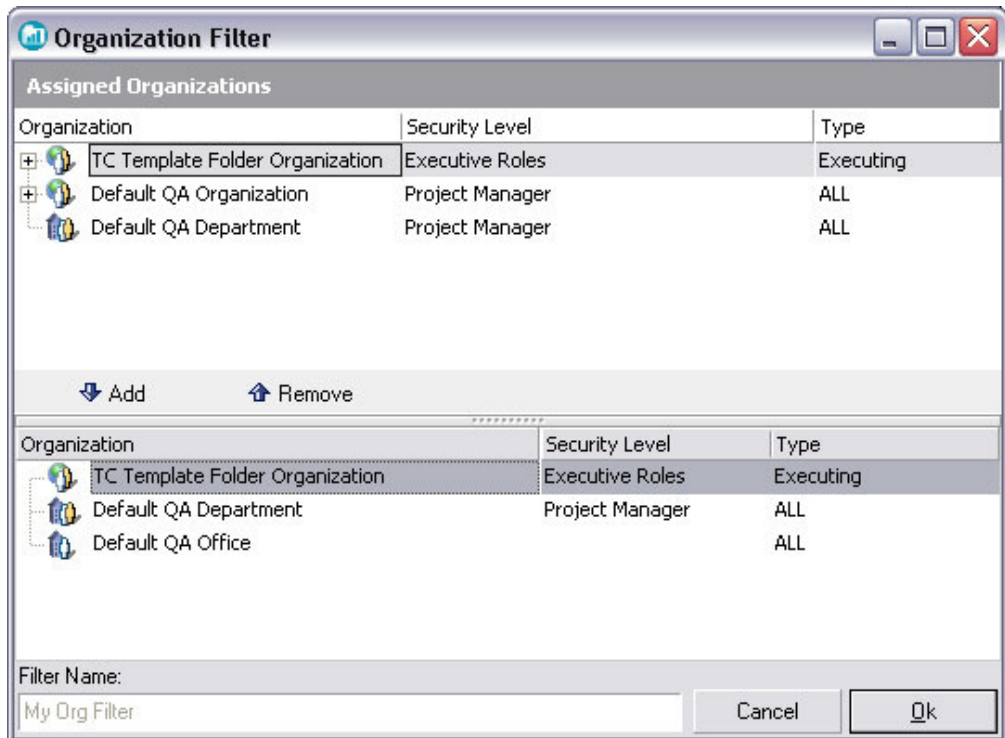 Organization Filter
Assigned Organizations
Organization Security Level Type
TC Template Folder Organization Executive Roles Executing
Default QA Organization Project Manager ALL
Default QA Department Project Manager ALL
Add Remove
Organization Security Level Type
TC Template Folder Organization Executive Roles Executing
Default QA Department Project Manager ALL
Default QA Office ALL
Filter Name:
My Org Filter Cancel Ok